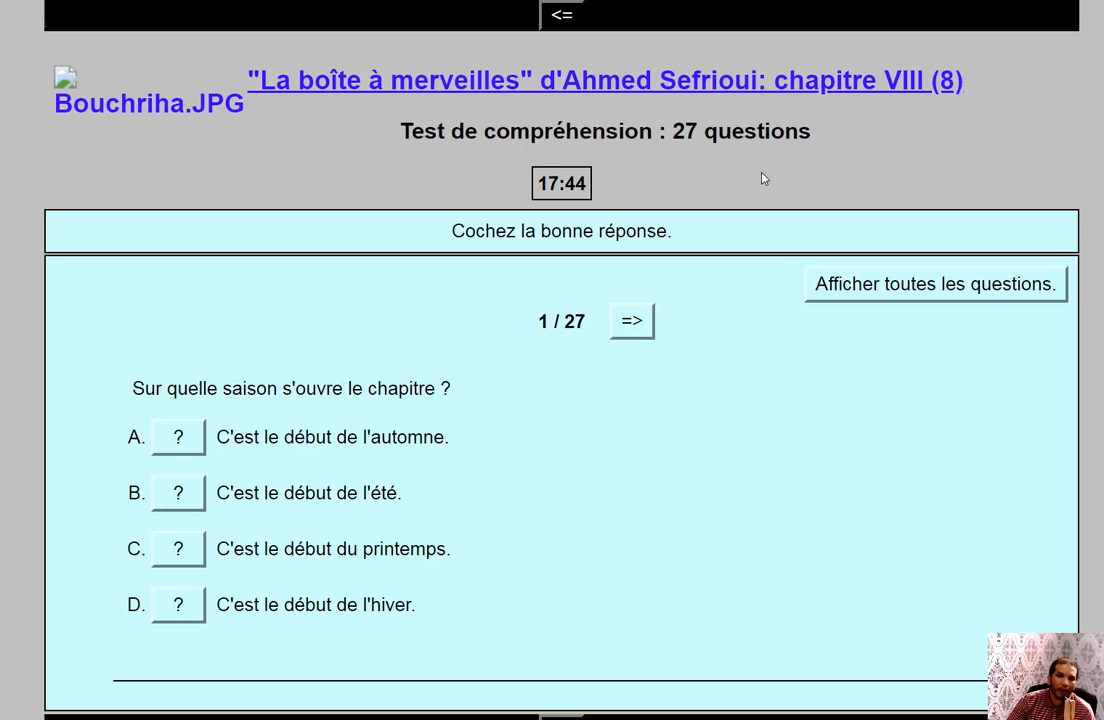 <=
"La boîte à merveilles" d'Ahmed Sefrioui: chapitre VIII (8)
Bouchriha.JPG
Test de compréhension : 27 questions
17:44
Cochez la bonne réponse.
Afficher toutes les questions.
1 / 27 =>
Sur quelle saison s'ouvre le chapitre ?
A. ? C'est le début de l'automne.
B. ? C'est le début de l'été.
C. ? C'est le début du printemps.
D. ? C'est le début de l'hiver.